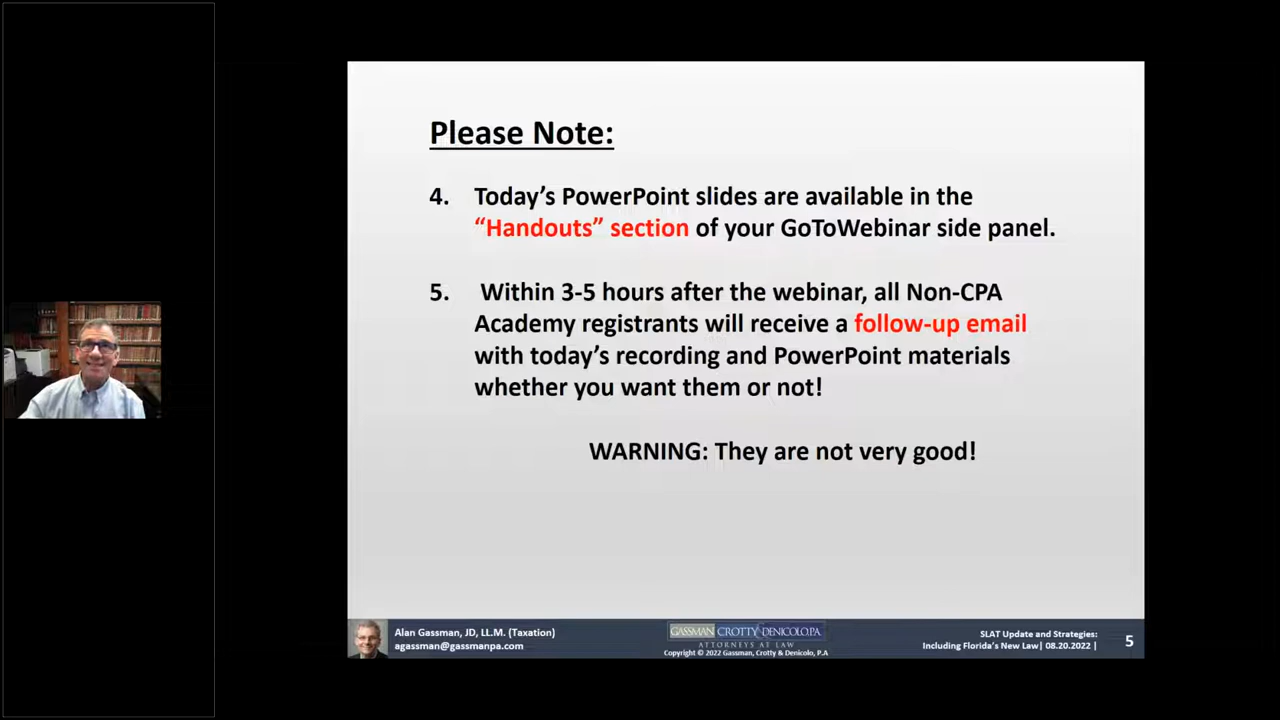 Please Note:
4. Today’s PowerPoint slides are available in the
“Handouts” section of your GoToWebinar side panel.
5. Within 3-5 hours after the webinar, all Non-CPA
Academy registrants will receive a follow-up email
with today’s recording and PowerPoint materials
whether you want them or not!
WARNING: They are not very good!
Alan Gassman, JD, LL.M. (Taxation)
agassman@gassmanpa.com
GASSMAN CROTTY DENICOLO, P.A.
ATTORNEYS AT LAW
Copyright © 2022 Gassman, Crotty & Denicolo, P.A
SLAT Update and Strategies:
Including Florida’s New Law| 08.20.2022 |
5